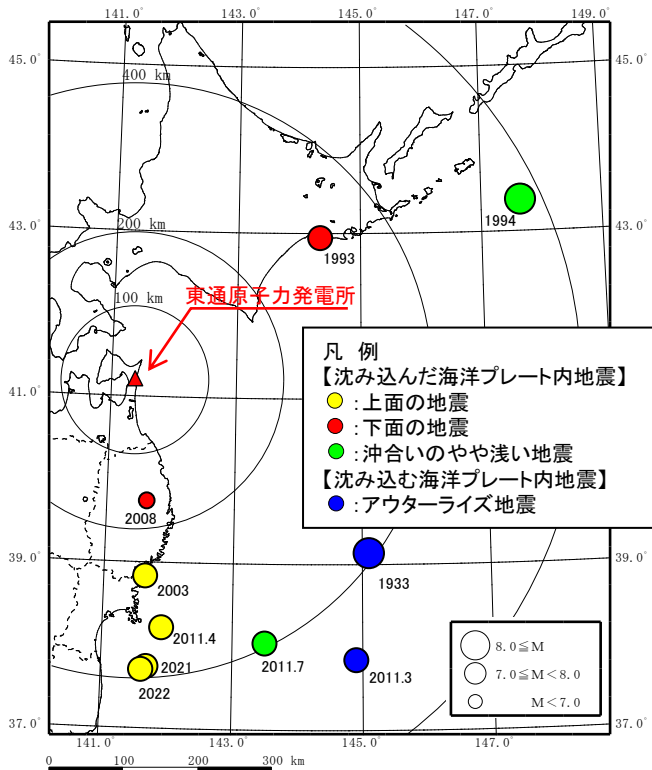 141.0° 143.0° 145.0° 147.0° 149.0°
45.0° 45.0°
400 km
1994
43.0° 43.0°
200 km
1993
東通原子力発電所
100 km
凡 例
【沈み込んだ海洋プレート内地震】
:上面の地震
:下面の地震
:沖合いのやや浅い地震
【沈み込む海洋プレート内地震】
:アウターライズ地震
41.0°
2008
39.0° 39.0°
2003
1933
2011.4
8.0≦M
2011.7
2021
2011.3
7.0≦M<8.0
2022
M<7.0
37.0° 37.0°
141.0° 143.0° 145.0° 147.0°
0 100 200 300 km